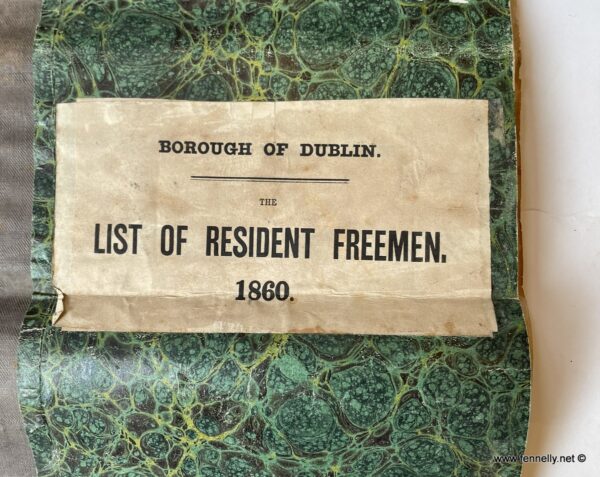 BOROUGH OF DUBLIN.
THE
LIST OF RESIDENT FREEMEN.
1860.
www.fennelly.net ©